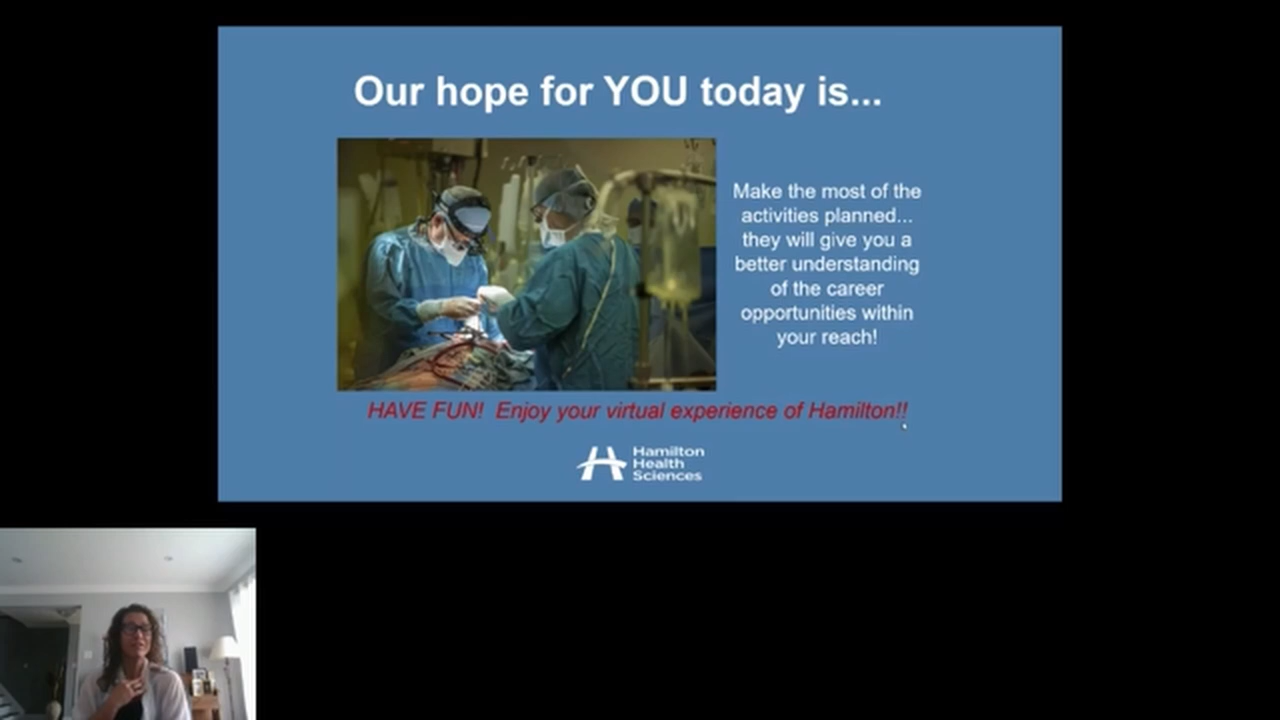 Our hope for YOU today is...
Make the most of the
activities planned...
they will give you a
better understanding
of the career
opportunities within
your reach!
HAVE FUN! Enjoy your virtual experience of Hamilton!!
Hamilton
Health
Sciences